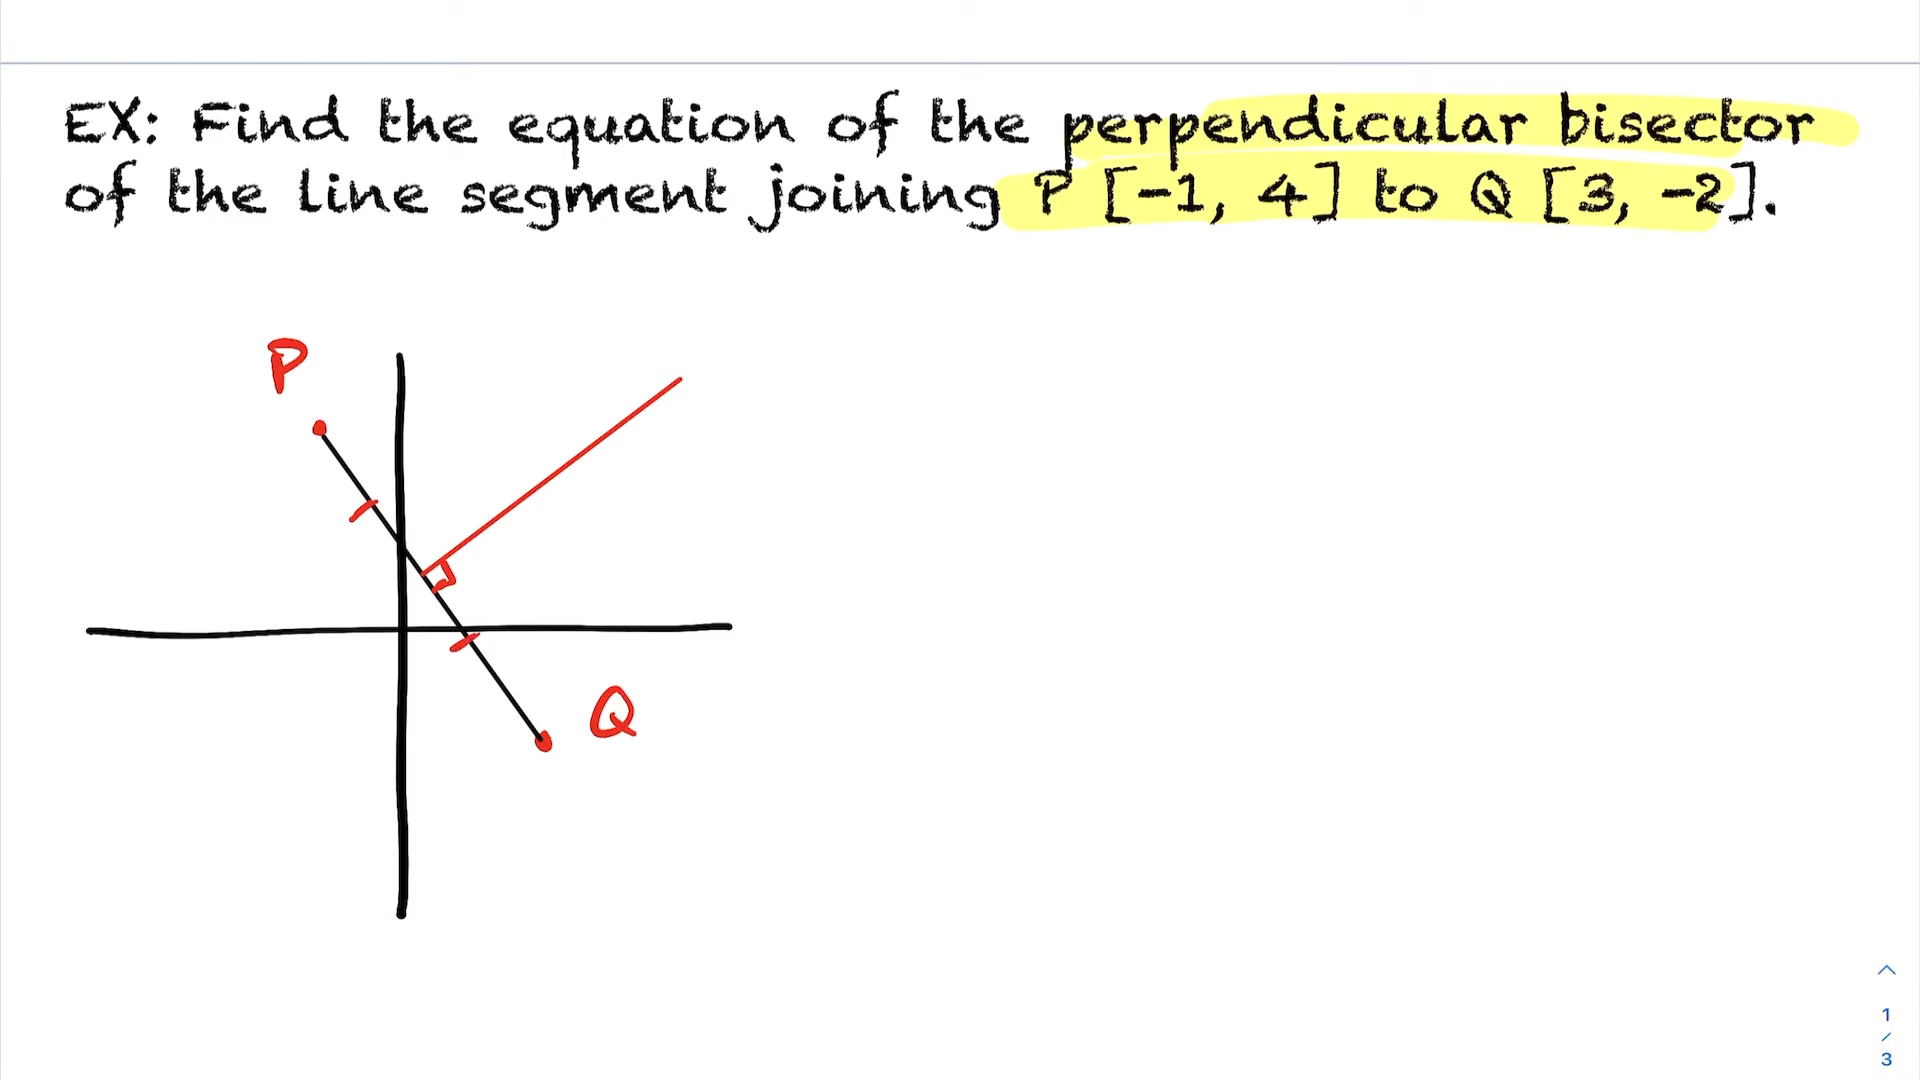 EX: Find the equation of the perpendicular bisector
of the line segment joining P [-1, 4] to Q [3, -2].
P
Q
1
/
3